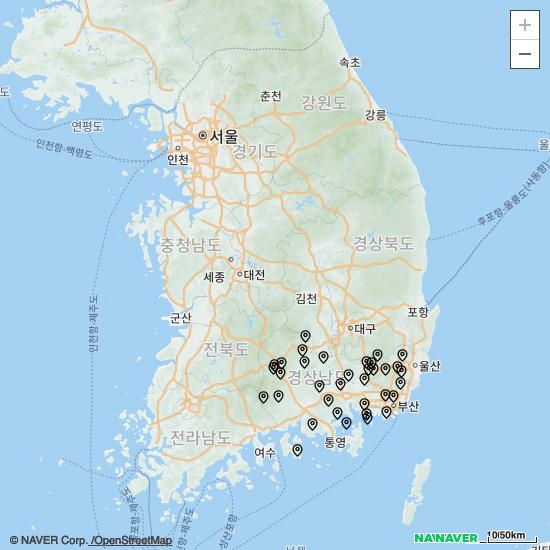 +
−
속초
춘천
강원도
강릉
연평도
서울
인천항-백령도
인천
경기도
후포항-울릉도(사동항)
충청남도
경상북도
세종
대전
김천
인천항-제주도
군산
포항
대구
전라북도
경상남도
울산
부산
전라남도
여수
통영
© NAVER Corp. /OpenStreetMap
NAVER
10/50km